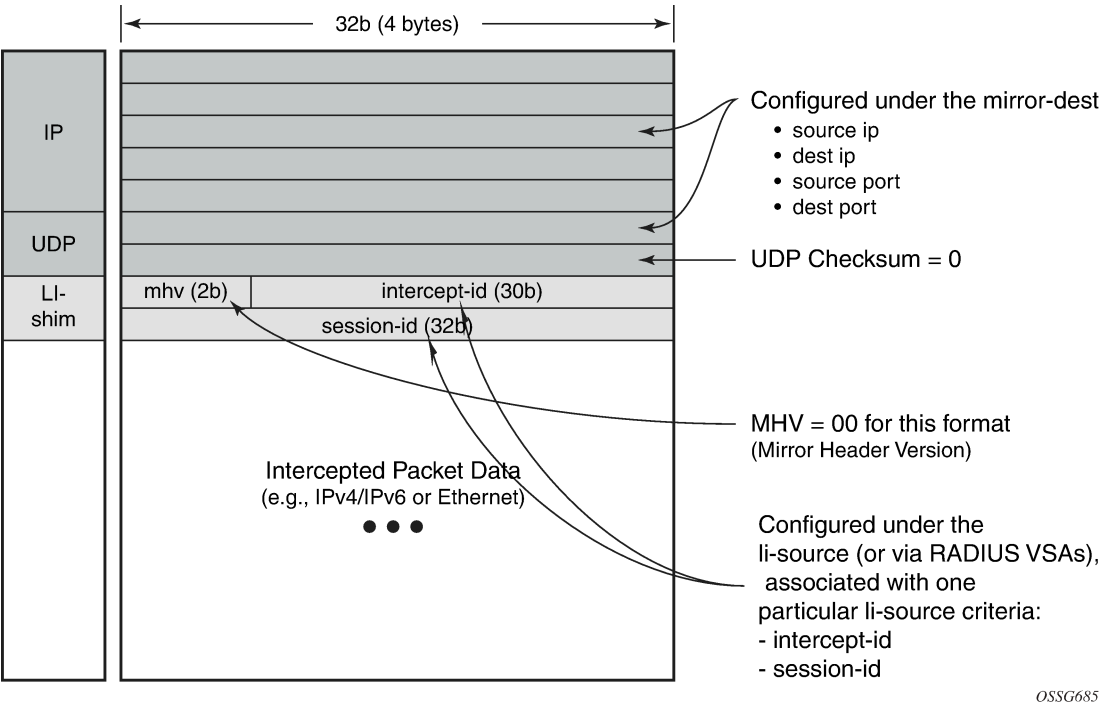 32b (4 bytes)
IP
Configured under the mirror-dest
• source ip
• dest ip
• source port
• dest port
UDP
UDP Checksum = 0
LI-
shim
mhv (2b)
intercept-id (30b)
session-id (32b)
MHV = 00 for this format
(Mirror Header Version)
Intercepted Packet Data
(e.g., IPv4/IPv6 or Ethernet)
Configured under the
li-source (or via RADIUS VSAs),
associated with one
particular li-source criteria:
- intercept-id
- session-id
OSSG685